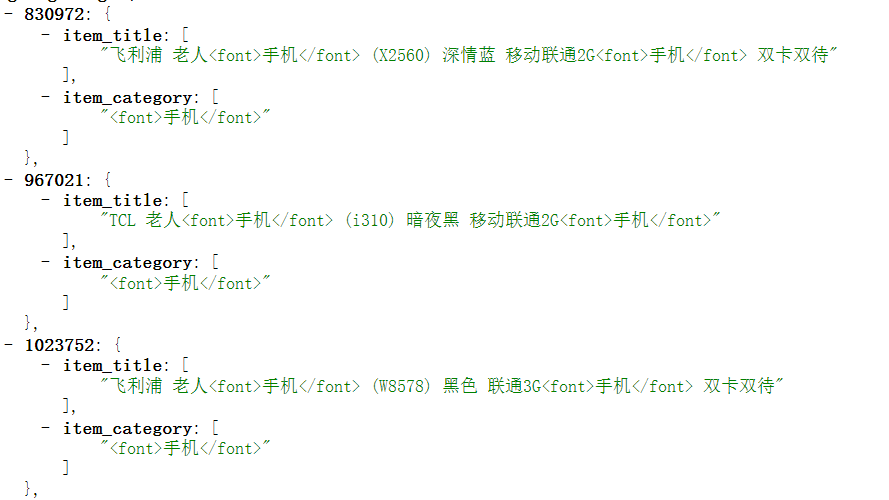 - 830972: {
- item_title: [
"飞利浦 老人<font>手机</font> (X2560) 深情蓝 移动联通2G<font>手机</font> 双卡双待"
],
- item_category: [
"<font>手机</font>"
]
},
- 967021: {
- item_title: [
"TCL 老人<font>手机</font> (i310) 暗夜黑 移动联通2G<font>手机</font>"
],
- item_category: [
"<font>手机</font>"
]
},
- 1023752: {
- item_title: [
"飞利浦 老人<font>手机</font> (W8578) 黑色 联通3G<font>手机</font> 双卡双待"
],
- item_category: [
"<font>手机</font>"
]
},